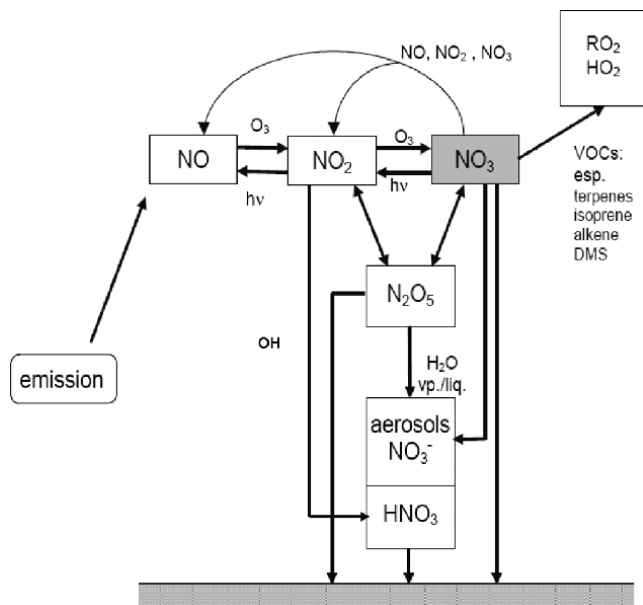 NO, NO₂ , NO₃
RO₂
HO₂
O₃
O₃
NO
NO₂
NO₃
hν
hν
VOCs:
esp.
terpenes
isoprene
alkene
DMS
N₂O₅
OH
H₂O
vp./liq.
emission
aerosols
NO₃⁻
HNO₃